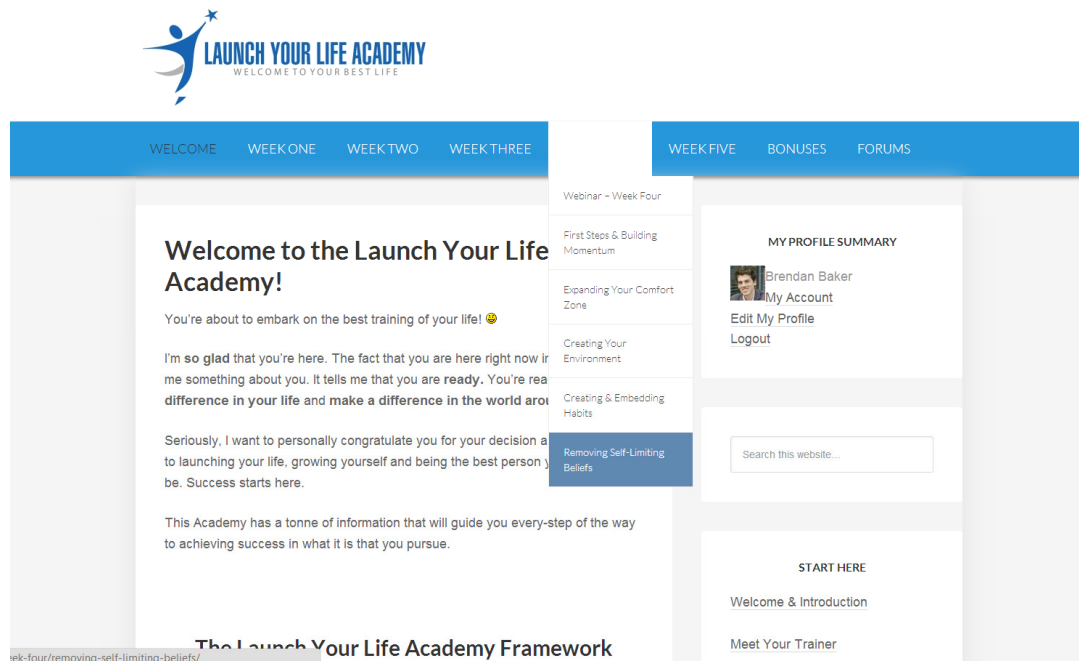 LAUNCH YOUR LIFE ACADEMY
WELCOME TO YOUR BEST LIFE
WELCOME
WEEK ONE
WEEK TWO
WEEK THREE
WEEK FIVE
BONUSES
FORUMS
Webinar – Week Four
First Steps & Building
Momentum
Expanding Your Comfort
Zone
Creating Your
Environment
Creating & Embedding
Habits
Removing Self-Limiting
Beliefs
Welcome to the Launch Your Life
Academy!
You're about to embark on the best training of your life!
I'm so glad that you're here. The fact that you are here right now
me something about you. It tells me that you are ready. You're
difference in your life and make a difference in the world
Seriously, I want to personally congratulate you for your decision
to launching your life, growing yourself and being the best person
be. Success starts here.
This Academy has a tonne of information that will guide you every-step of the way
to achieving success in what it is that you pursue.
The Launch Your Life Academy Framework
MY PROFILE SUMMARY
Brendan Baker
My Account
Edit My Profile
Logout
Search this website...
START HERE
Welcome & Introduction
Meet Your Trainer
eek-four/removing-self-limiting-beliefs/